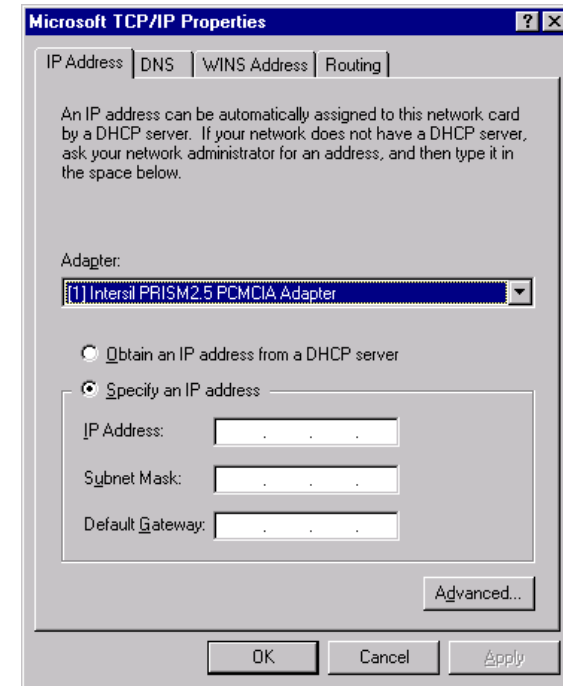 Microsoft TCP/IP Properties
IP Address DNS WINS Address Routing
An IP address can be automatically assigned to this network card
by a DHCP server. If your network does not have a DHCP server,
ask your network administrator for an address, and then type it in
the space below.
Adapter:
[1] Intersil PRISM2.5 PCMCIA Adapter
Obtain an IP address from a DHCP server
Specify an IP address
IP Address: . . .
Subnet Mask: . . .
Default Gateway: . . .
Advanced...
OK Cancel Apply